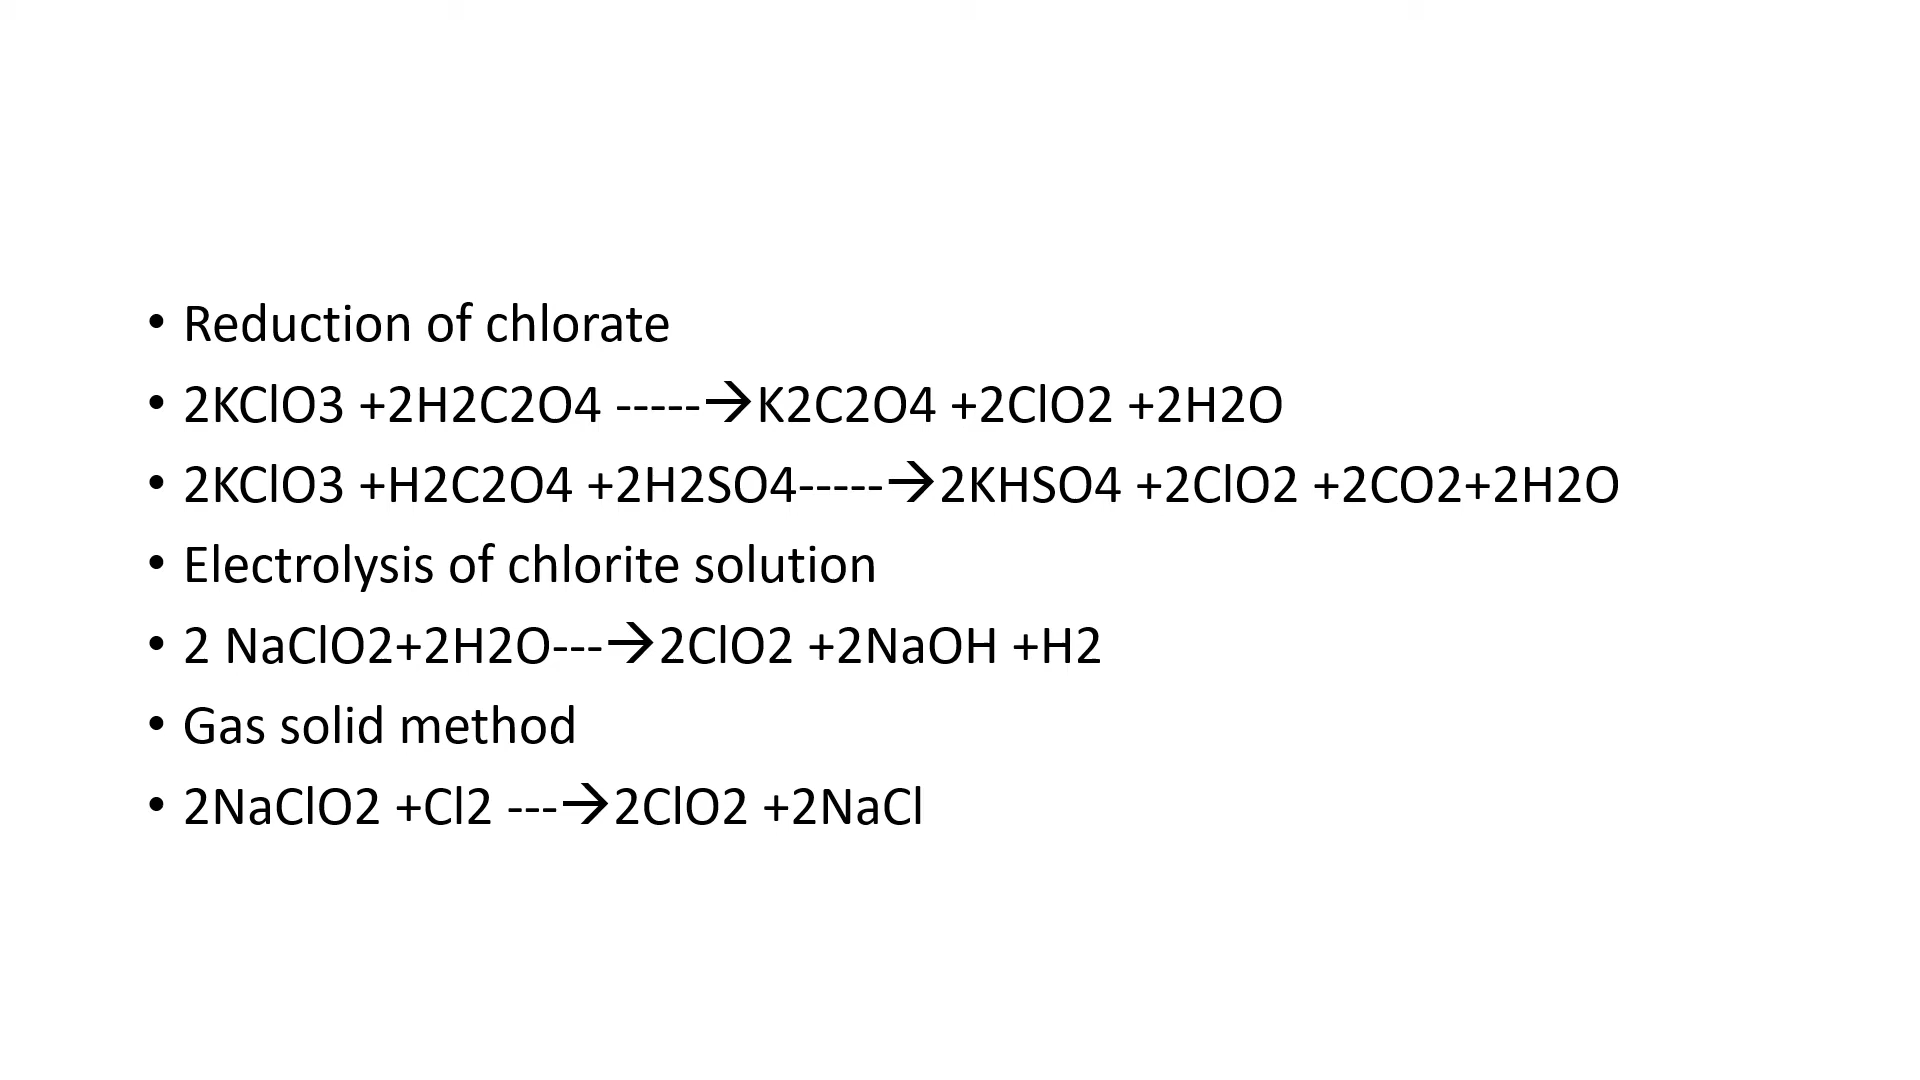 • Reduction of chlorate
• 2KClO3 +2H2C2O4 -----→K2C2O4 +2ClO2 +2H2O
• 2KClO3 +H2C2O4 +2H2SO4-----→2KHSO4 +2ClO2 +2CO2+2H2O
• Electrolysis of chlorite solution
• 2 NaClO2+2H2O---→2ClO2 +2NaOH +H2
• Gas solid method
• 2NaClO2 +Cl2 ---→2ClO2 +2NaCl